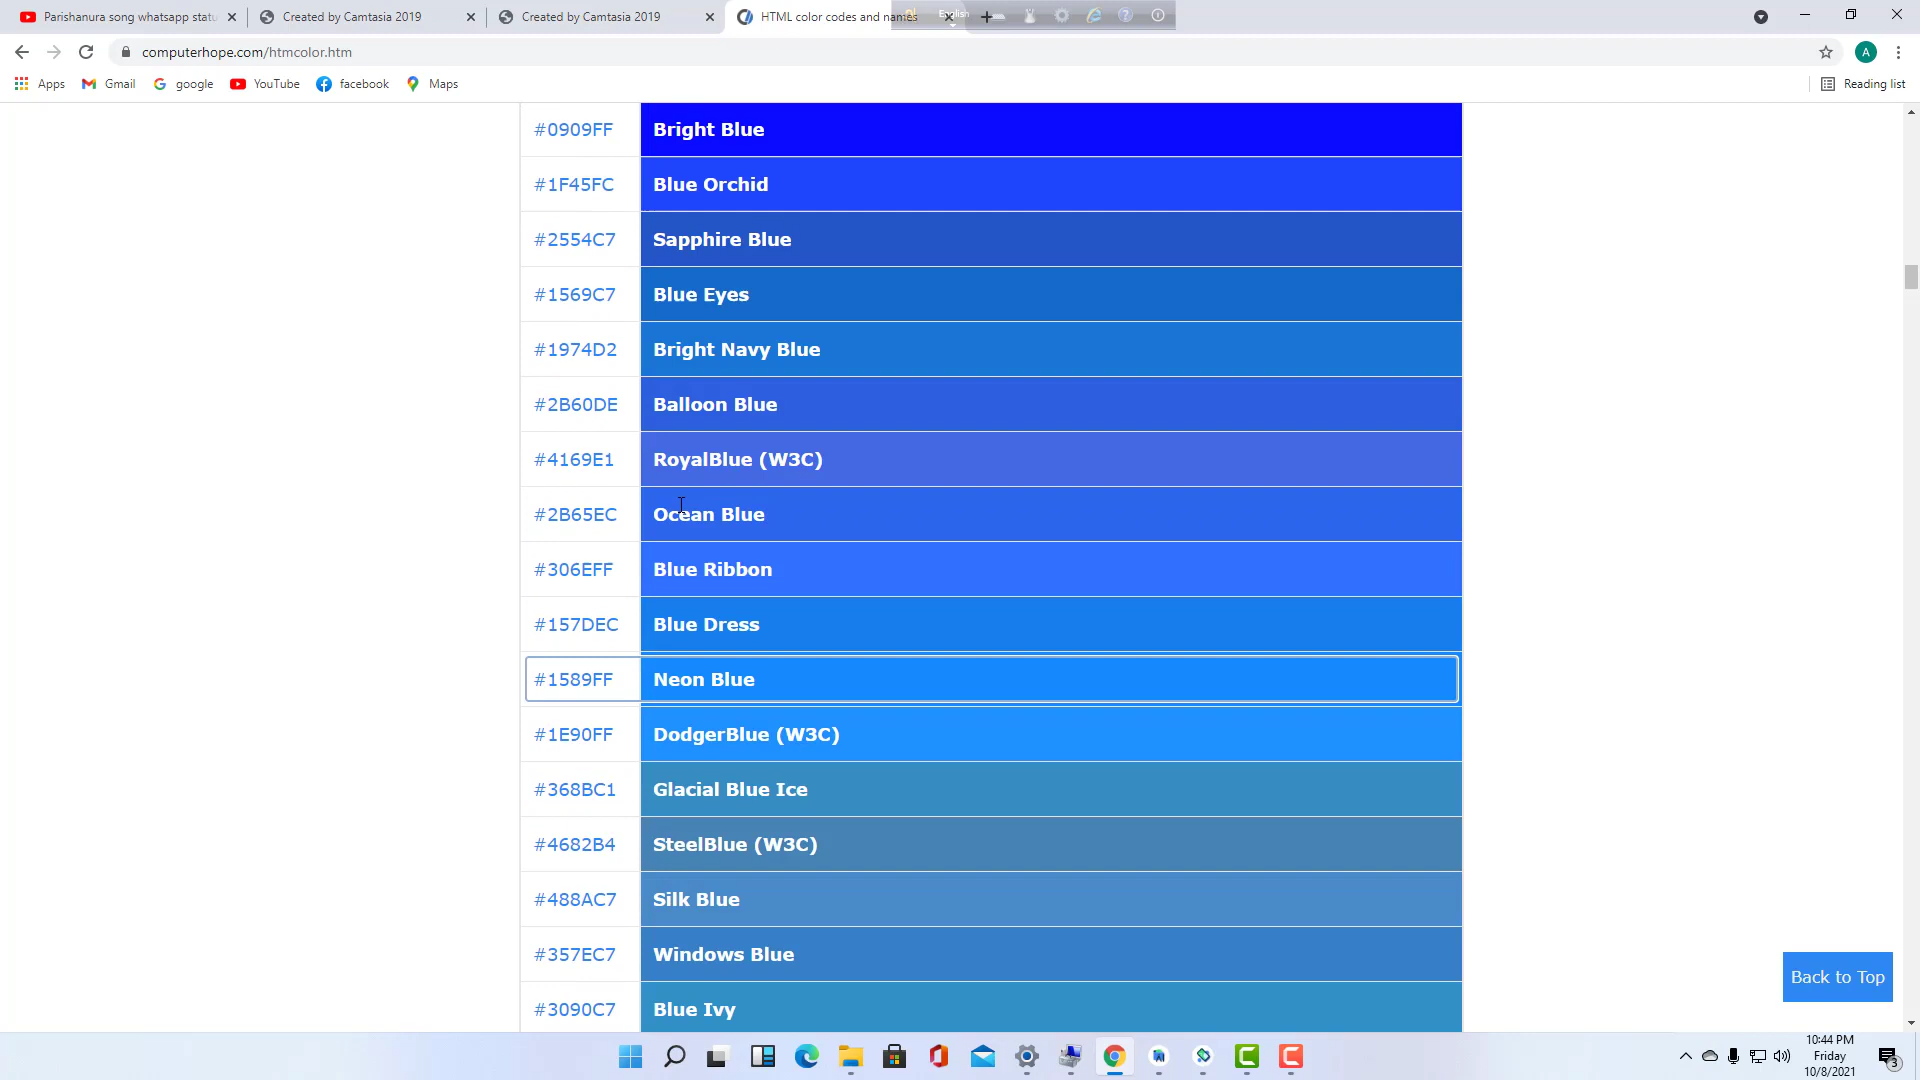 Parishanura song whatsapp statu
Created by Camtasia 2019
Created by Camtasia 2019
HTML color codes and names
English
computerhope.com/htmcolor.htm
A
Apps
Gmail
google
YouTube
facebook
Maps
Reading list
#0909FF Bright Blue
#1F45FC Blue Orchid
#2554C7 Sapphire Blue
#1569C7 Blue Eyes
#1974D2 Bright Navy Blue
#2B60DE Balloon Blue
#4169E1 RoyalBlue (W3C)
#2B65EC Ocean Blue
#306EFF Blue Ribbon
#157DEC Blue Dress
#1589FF Neon Blue
#1E90FF DodgerBlue (W3C)
#368BC1 Glacial Blue Ice
#4682B4 SteelBlue (W3C)
#488AC7 Silk Blue
#357EC7 Windows Blue
#3090C7 Blue Ivy
Back to Top
10:44 PM
Friday
10/8/2021
3